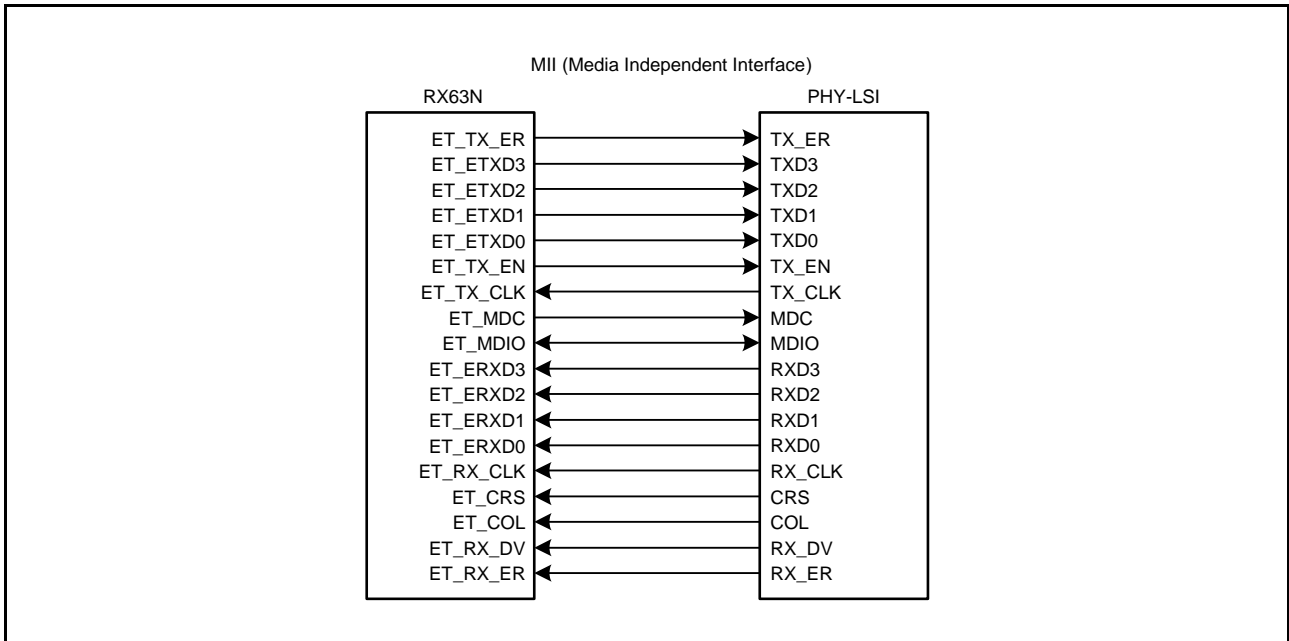 MII (Media Independent Interface)
RX63N PHY-LSI
ET_TX_ER TX_ER
ET_ETXD3 TXD3
ET_ETXD2 TXD2
ET_ETXD1 TXD1
ET_ETXD0 TXD0
ET_TX_EN TX_EN
ET_TX_CLK TX_CLK
ET_MDC MDC
ET_MDIO MDIO
ET_ERXD3 RXD3
ET_ERXD2 RXD2
ET_ERXD1 RXD1
ET_ERXD0 RXD0
ET_RX_CLK RX_CLK
ET_CRS CRS
ET_COL COL
ET_RX_DV RX_DV
ET_RX_ER RX_ER